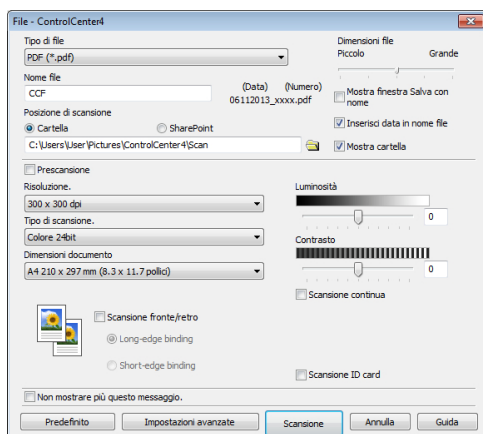 File - ControlCenter4
Tipo di file
PDF (*.pdf)
Dimensioni file
Piccolo Grande
Nome file
CCF
(Data) (Numero)
06112013_xxxx.pdf
Mostra finestra Salva con
nome
Posizione di scansione
Cartella SharePoint
Inserisci data in nome file
C:\Users\User\Pictures\ControlCenter4\Scan
Mostra cartella
Prescansione
Risoluzione.
300 x 300 dpi
Tipo di scansione.
Colore 24bit
Dimensioni documento
A4 210 x 297 mm (8.3 x 11.7 pollici)
Luminosità
0
Contrasto
0
Scansione continua
Scansione fronte/retro
Long-edge binding
Short-edge binding
Scansione ID card
Non mostrare più questo messaggio.
Predefinito Impostazioni avanzate Scansione Annulla Guida